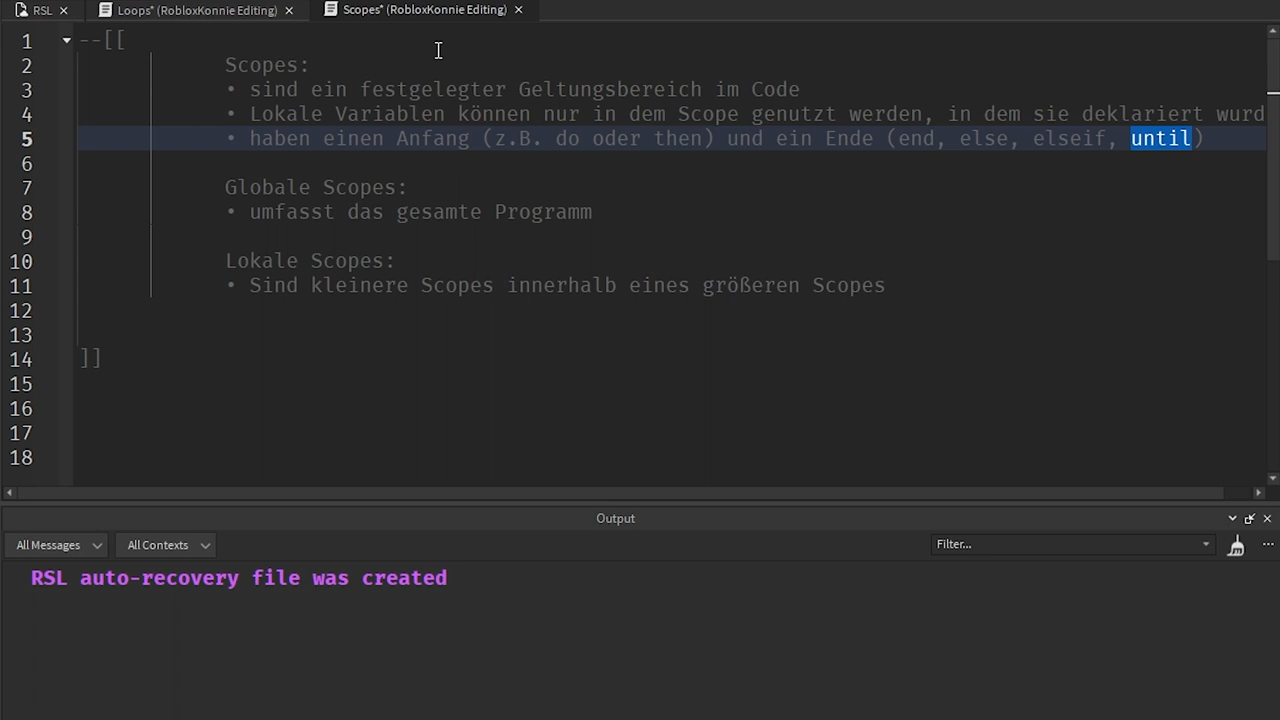 RSL Loops* (RobloxKonnie Editing) Scopes* (RobloxKonnie Editing)
1 --[[
2 Scopes:
3 • sind ein festgelegter Geltungsbereich im Code
4 • Lokale Variablen können nur in dem Scope genutzt werden, in dem sie deklariert wurd
5 • haben einen Anfang (z.B. do oder then) und ein Ende (end, else, elseif, until)
6
7 Globale Scopes:
8 • umfasst das gesamte Programm
9
10 Lokale Scopes:
11 • Sind kleinere Scopes innerhalb eines größeren Scopes
12
13
14 ]]
15
16
17
18
Output
All Messages All Contexts Filter...
RSL auto-recovery file was created